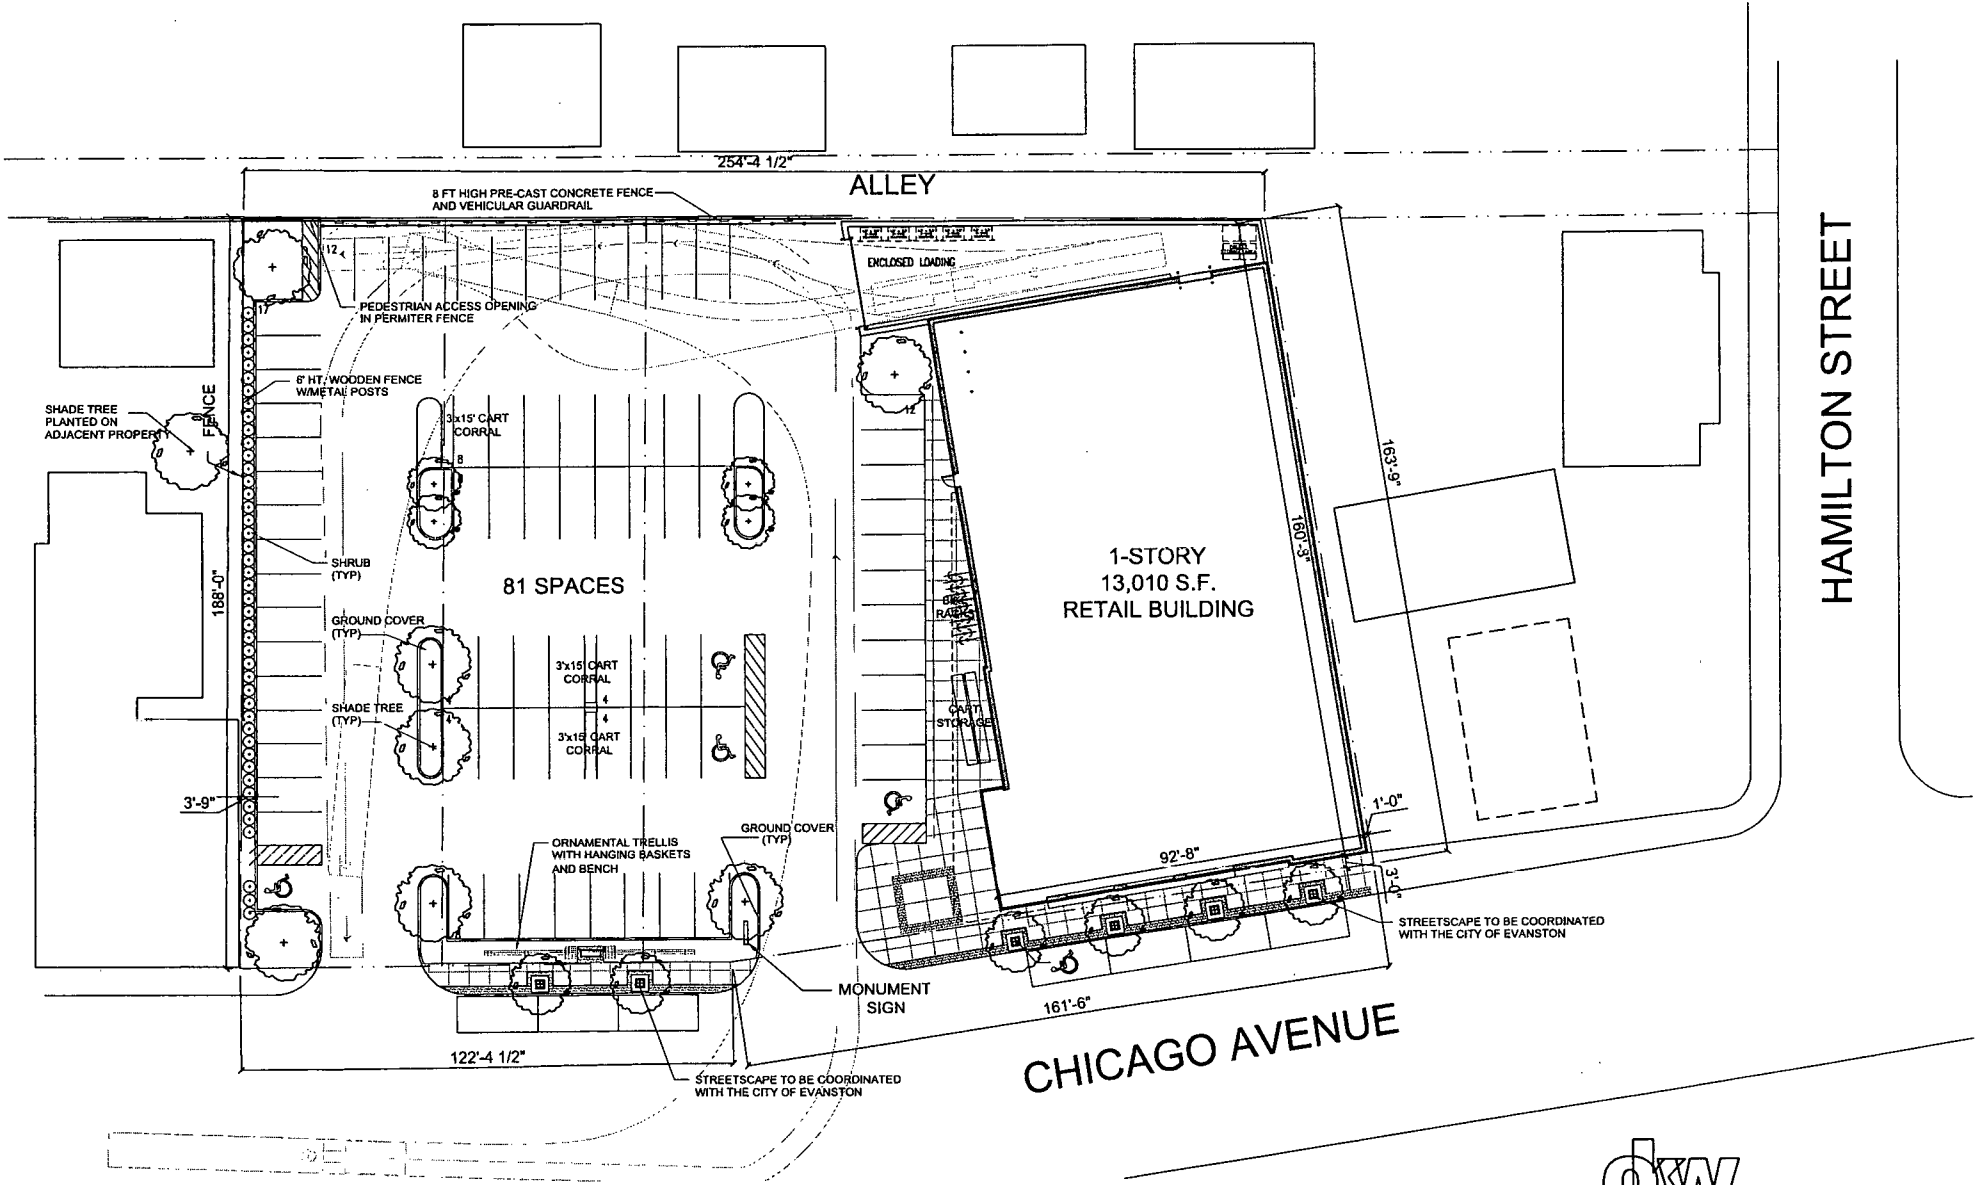 254'-4 1/2"
ALLEY
8 FT HIGH PRE-CAST CONCRETE FENCE
AND VEHICULAR GUARDRAIL
12
ENCLOSED LOADING
PEDESTRIAN ACCESS OPENING
IN PERMITER FENCE
17
6' HT. WOODEN FENCE
W/METAL POSTS
FENCE
SHADE TREE
PLANTED ON
ADJACENT PROPERTY
3'x15' CART
CORRAL
8
12
HAMILTON STREET
163'-9"
160'-3"
1-STORY
13,010 S.F.
RETAIL BUILDING
SHRUB
(TYP)
81 SPACES
188'-0"
GROUND COVER
(TYP)
BIKE
RACKS
3'x15' CART
CORRAL
4
4
4
4
SHADE TREE
(TYP)
3'x15' CART
CORRAL
CART
STORAGE
3'-9"
1'-0"
GROUND COVER
(TYP)
ORNAMENTAL TRELLIS
WITH HANGING BASKETS
AND BENCH
92'-8"
3'-0"
STREETSCAPE TO BE COORDINATED
WITH THE CITY OF EVANSTON
MONUMENT
SIGN
161'-6"
CHICAGO AVENUE
122'-4 1/2"
STREETSCAPE TO BE COORDINATED
WITH THE CITY OF EVANSTON
dkw